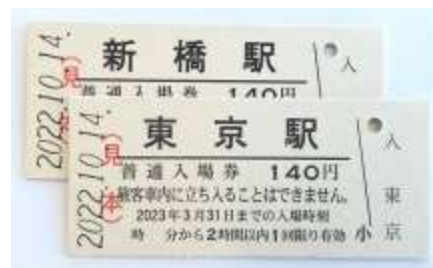 2022.10.14.
新橋駅
入
普通入場券 140円
2022.10.14.
㊟見
東京駅
普通入場券 140円
旅客車内に立ち入ることはできません。
2023年3月31日までの入場時刻
時 分から2時間以内1回限り有効 小
入
東
京
見
本